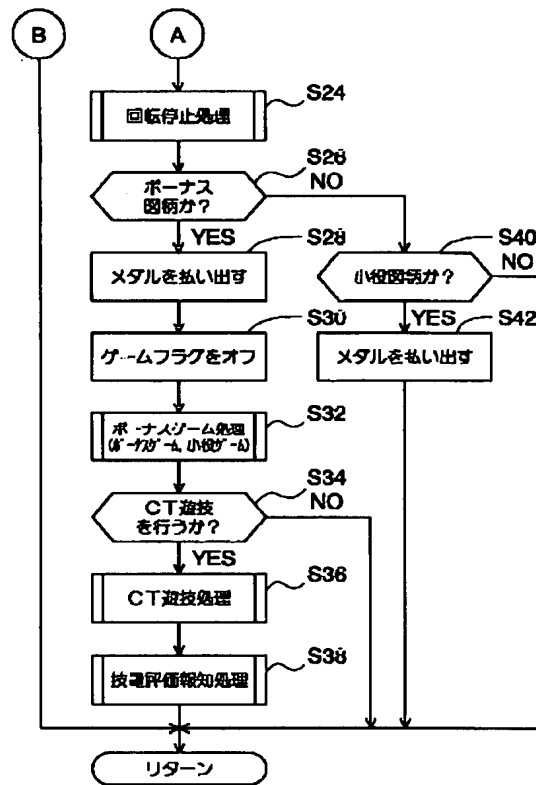 B
A
回転停止処理
S24
ボーナス
図柄か?
S26
NO
YES
メダルを払い出す
S28
小役図柄か?
S40
NO
YES
ゲームフラグをオフ
S30
メダルを払い出す
S42
ボーナスゲーム処理
(ボーナスゲーム、小役ゲーム)
S32
CT遊技
を行うか?
S34
NO
YES
CT遊技処理
S36
技量評価報知処理
S38
リターン